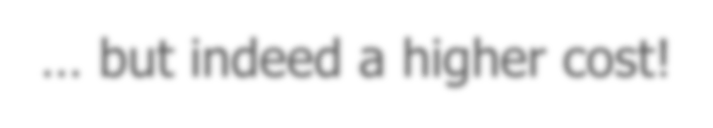 ... but indeed a higher cost!